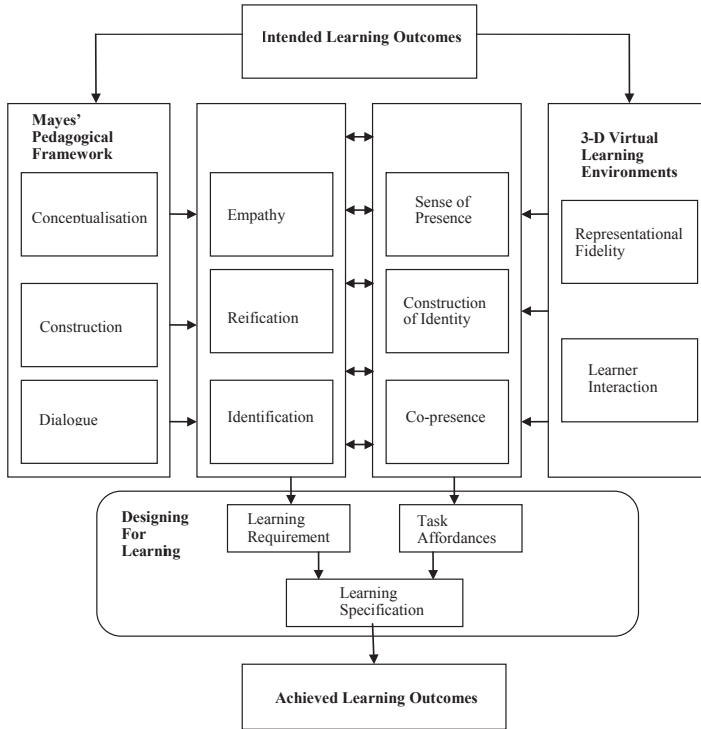 Intended Learning Outcomes
Mayes'
Pedagogical
Framework
Conceptualisation
Construction
Dialogue
Empathy
Reification
Identification
Sense of
Presence
Construction
of Identity
Co-presence
3-D Virtual
Learning
Environments
Representational
Fidelity
Learner
Interaction
Designing
For
Learning
Learning
Requirement
Task
Affordances
Learning
Specification
Achieved Learning Outcomes